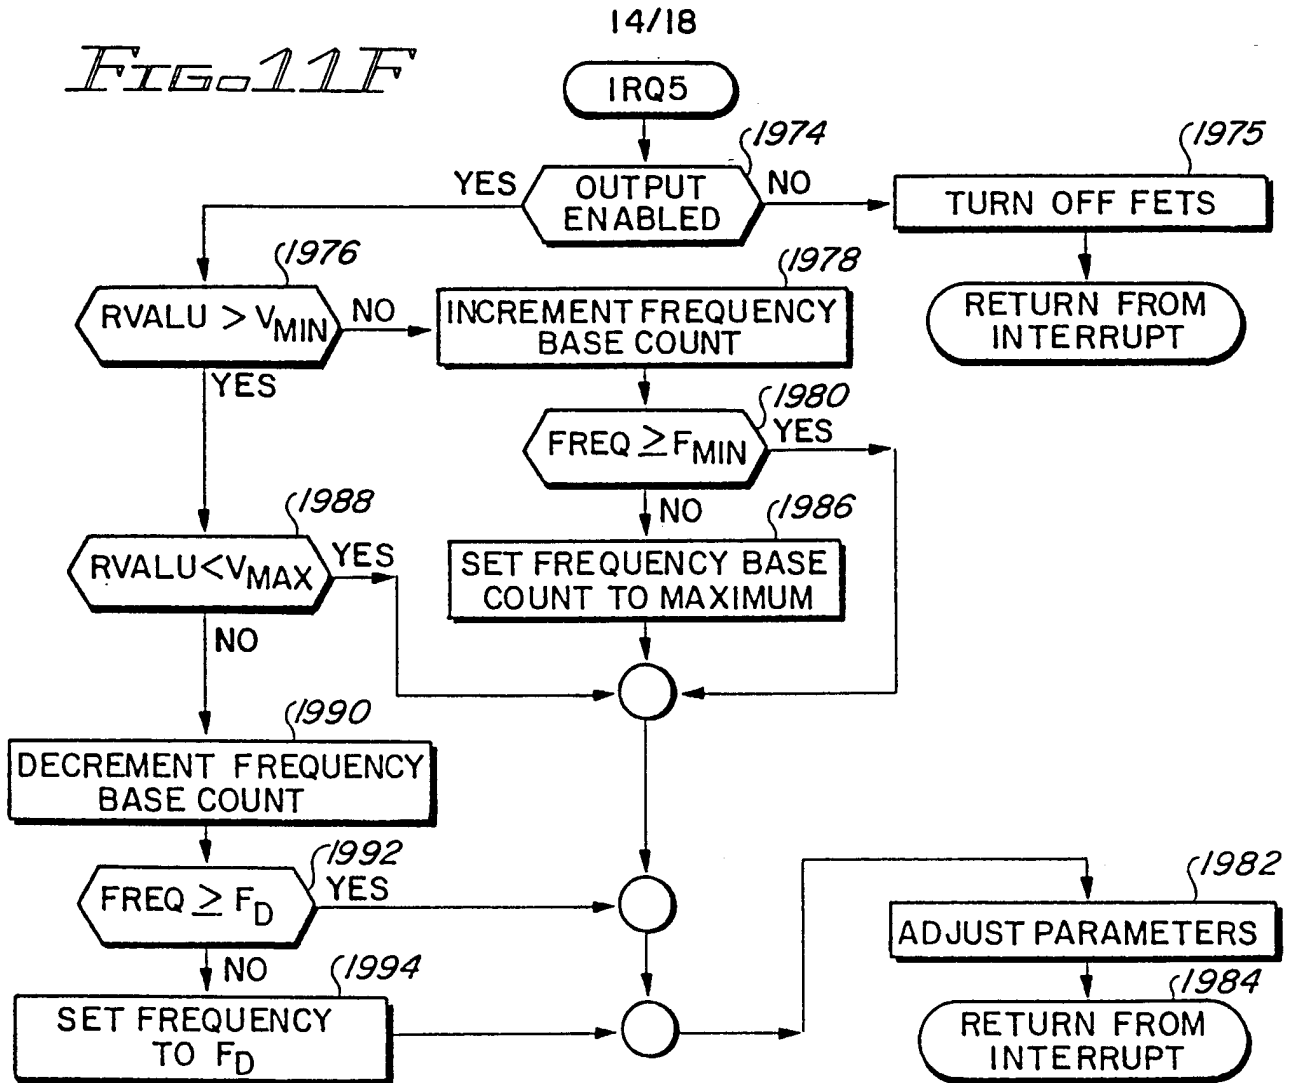 14/18
FIG. 11F
IRQ5
1974
YES
OUTPUT
ENABLED
NO
1975
TURN OFF FETS
RETURN FROM
INTERRUPT
1976
RVALU > VMIN
NO
YES
1978
INCREMENT FREQUENCY
BASE COUNT
1980
FREQ ≥ FMIN
YES
NO
1986
SET FREQUENCY BASE
COUNT TO MAXIMUM
1988
RVALU<VMAX
YES
NO
1990
DECREMENT FREQUENCY
BASE COUNT
1992
FREQ ≥ FD
YES
NO
1994
SET FREQUENCY
TO FD
1982
ADJUST PARAMETERS
1984
RETURN FROM
INTERRUPT